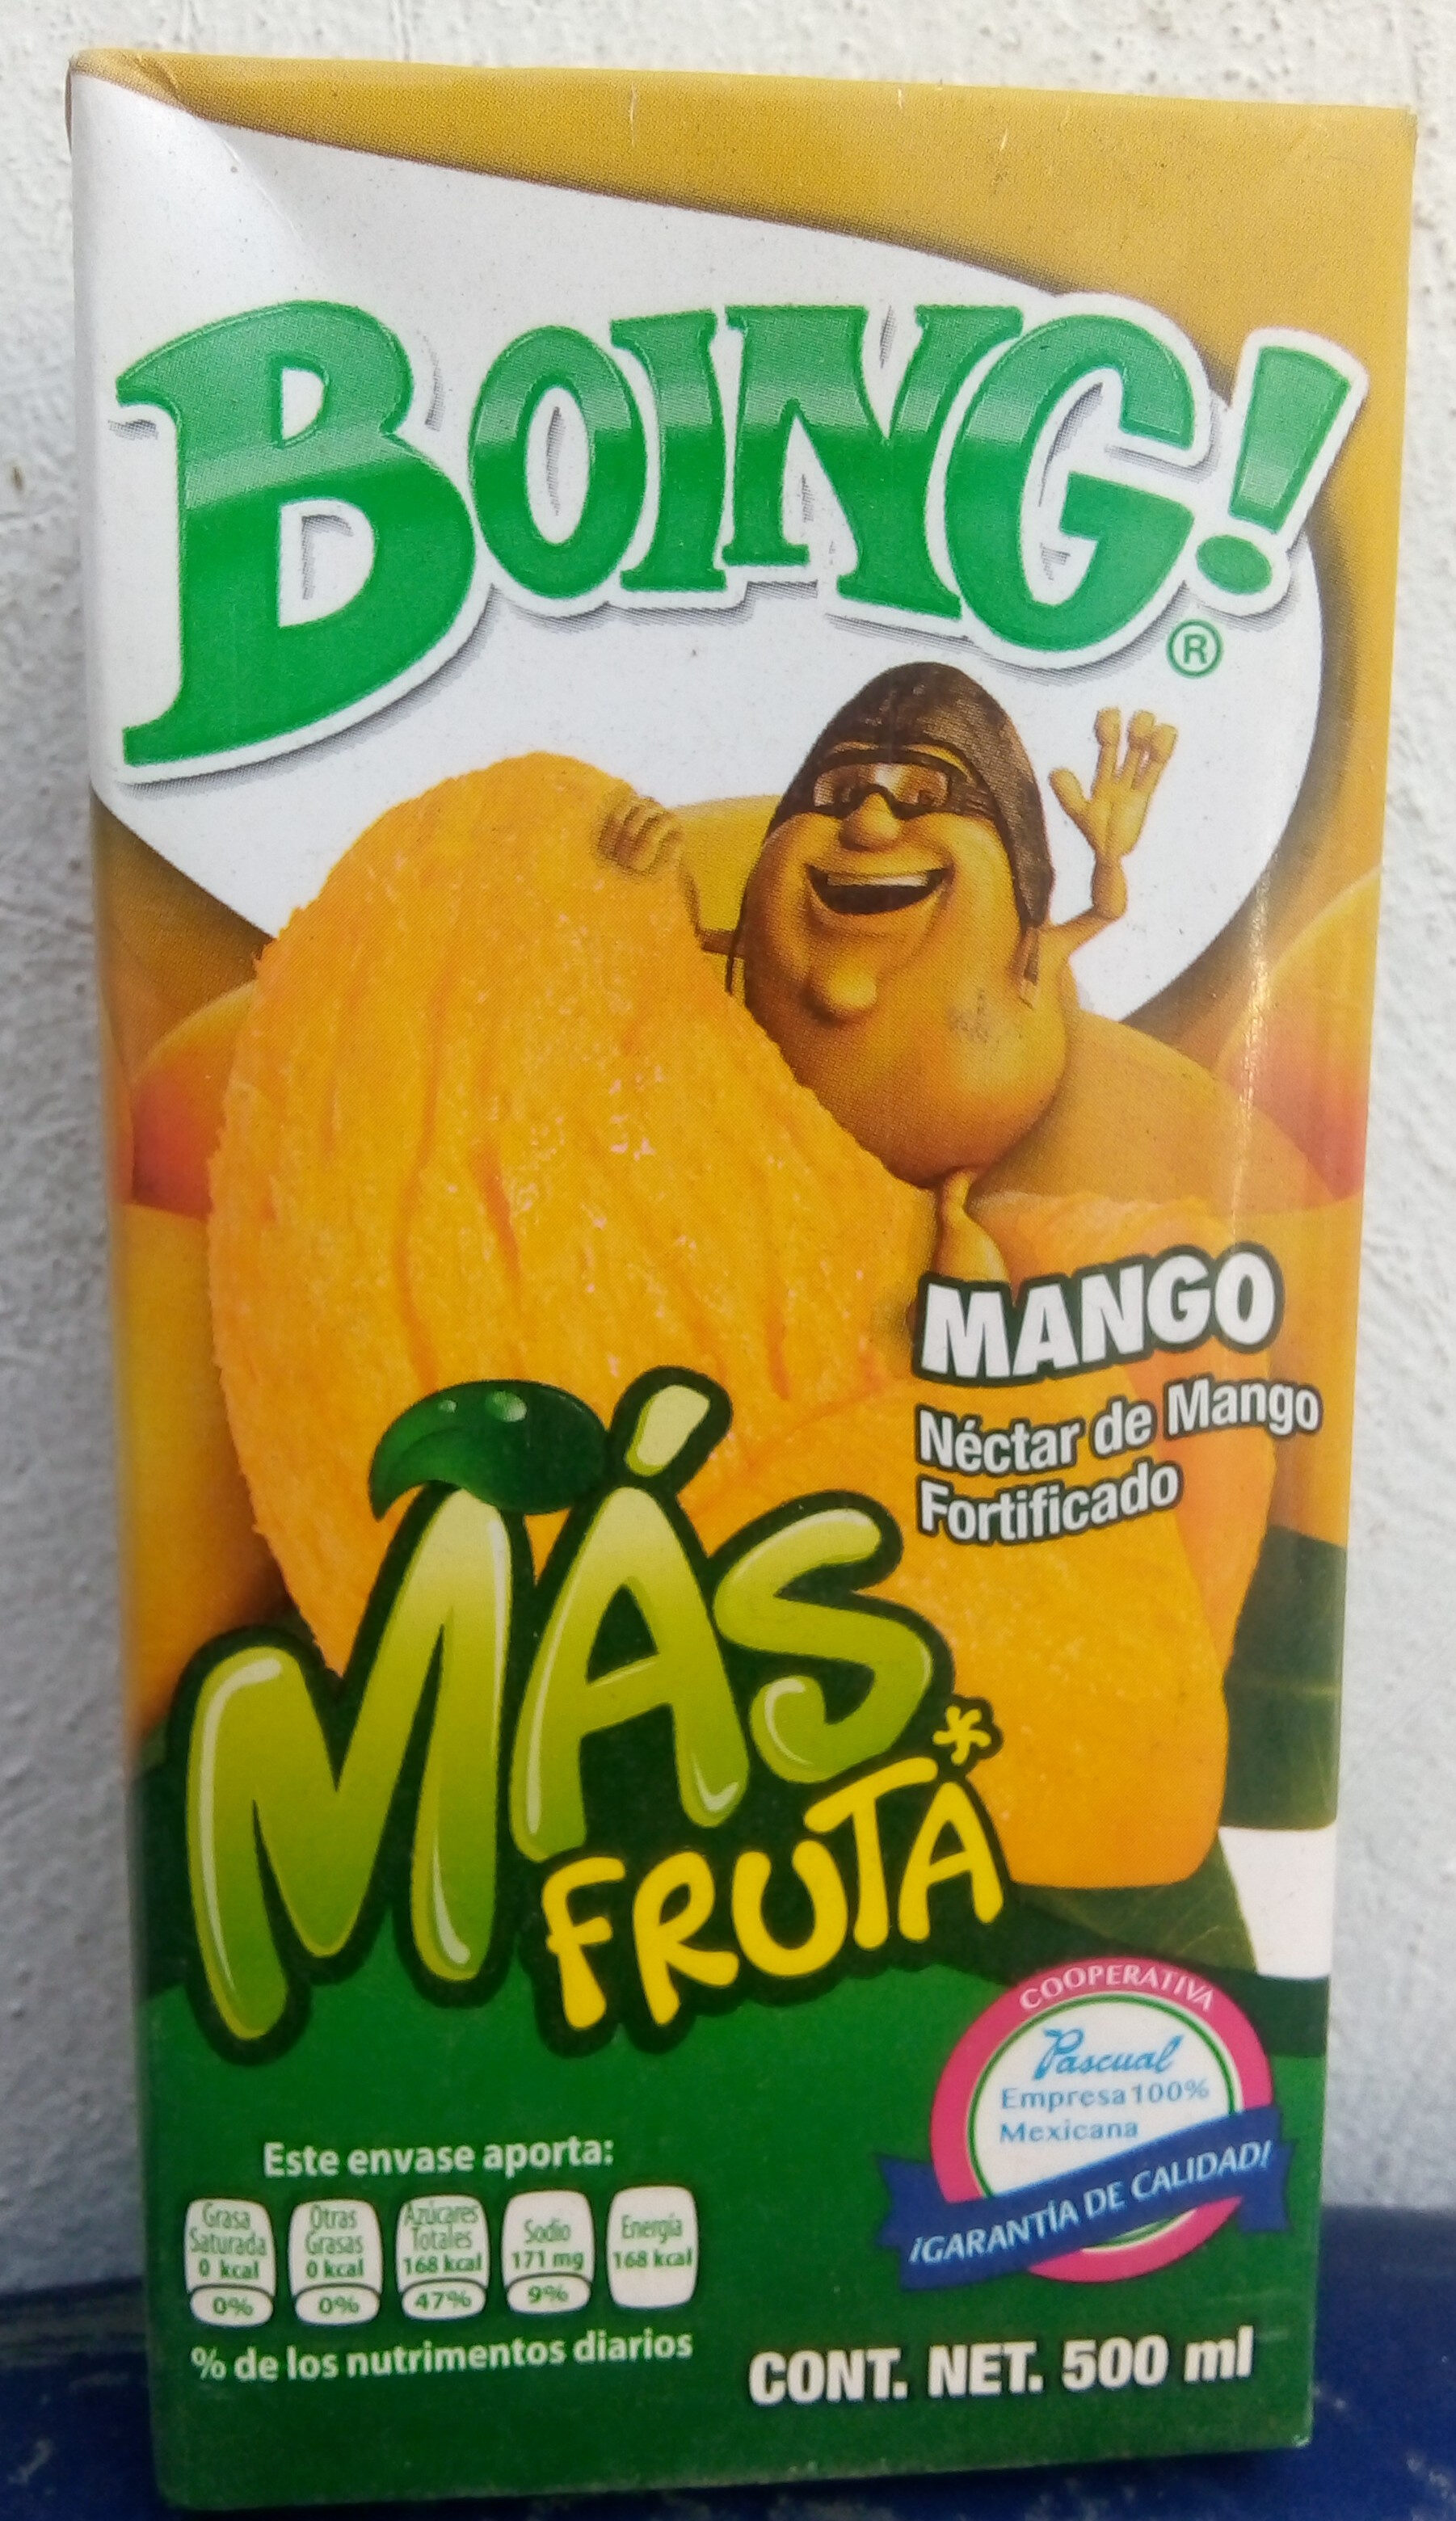 BOING!
®
MANGO
Néctar de Mango
Fortificado
MÁS*
FRUTA
COOPERATIVA
Pascual
Empresa 100%
Mexicana
¡GARANTÍA DE CALIDAD!
Este envase aporta:
Grasa Saturada 0 kcal 0%
Otras Grasas 0 kcal 0%
Azúcares Totales 168 kcal 47%
Sodio 171 mg 9%
Energía 168 kcal
% de los nutrimentos diarios
CONT. NET. 500 ml